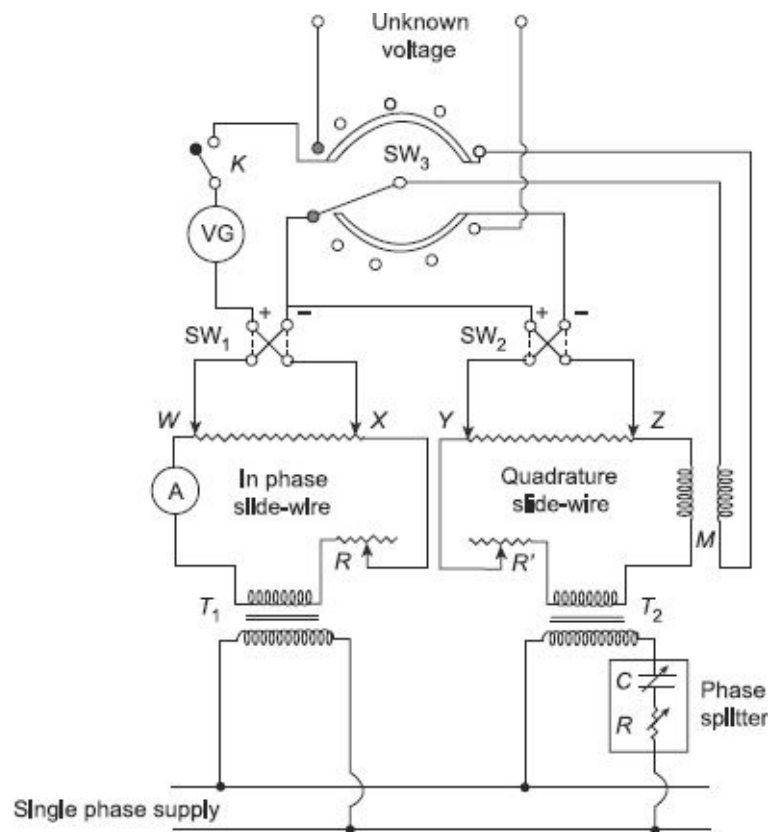 Unknown
voltage
SW3
K
VG
+
−
+
−
SW1
SW2
W
X
Y
Z
A
In phase
slide-wire
Quadrature
slide-wire
M
R
R'
T1
T2
C
R
Phase
splitter
Single phase supply